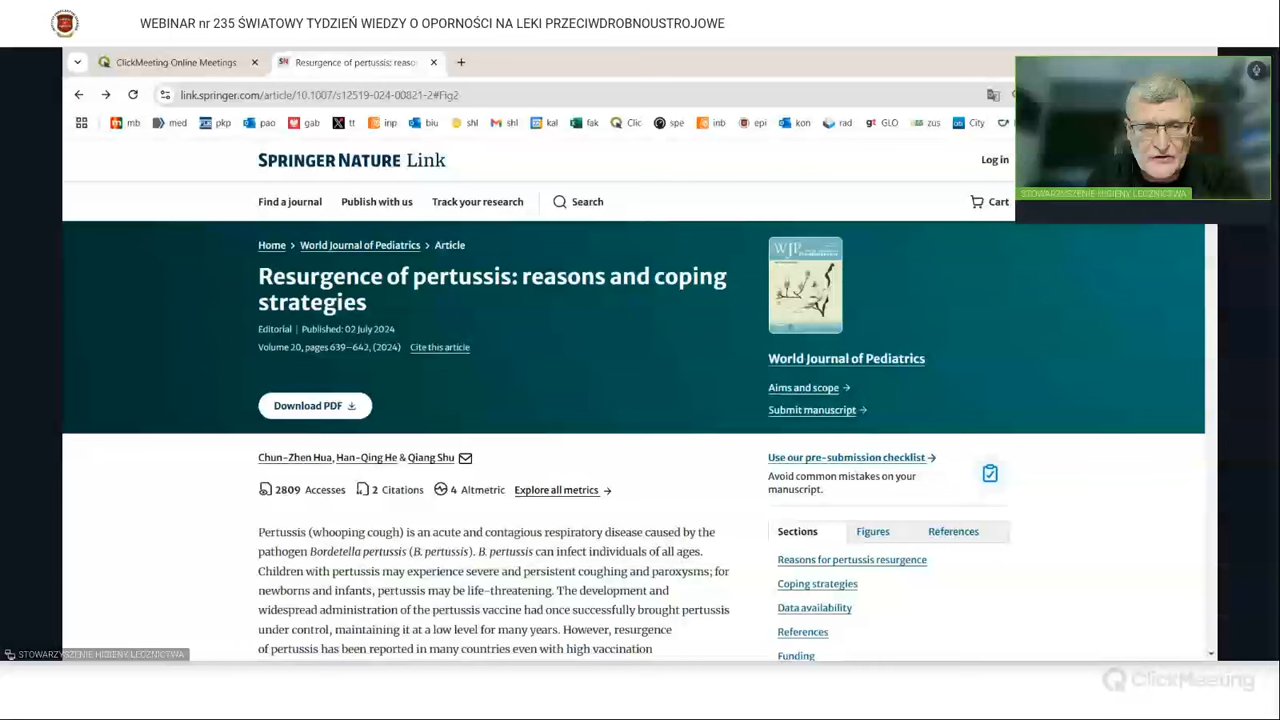 WEBINAR nr 235 ŚWIATOWY TYDZIEŃ WIEDZY O OPORNOŚCI NA LEKI PRZECIWDROBNOUSTROJOWE
ClickMeeting Online Meetings
Resurgence of pertussis: reaso
link.springer.com/article/10.1007/s12519-024-00821-2#Fig2
mb med pkp pao gab tt inp biu shl shl kal fak Clic spe inb epi kon rad GLO zus City
STOWARZYSZENIE HIGIENY LECZNICTWA
SPRINGER NATURE Link
Log in
Find a journal Publish with us Track your research Search
Cart
Home > World Journal of Pediatrics > Article
Resurgence of pertussis: reasons and coping
strategies
Editorial | Published: 02 July 2024
Volume 20, pages 639–642, (2024) Cite this article
Download PDF
WJP
World Journal of Pediatrics
Aims and scope →
Submit manuscript →
Chun-Zhen Hua, Han-Qing He & Qiang Shu
2809 Accesses 2 Citations 4 Altmetric Explore all metrics →
Use our pre-submission checklist →
Avoid common mistakes on your
manuscript.
Pertussis (whooping cough) is an acute and contagious respiratory disease caused by the
pathogen Bordetella pertussis (B. pertussis). B. pertussis can infect individuals of all ages.
Children with pertussis may experience severe and persistent coughing and paroxysms; for
newborns and infants, pertussis may be life-threatening. The development and
widespread administration of the pertussis vaccine had once successfully brought pertussis
under control, maintaining it at a low level for many years. However, resurgence
of pertussis has been reported in many countries even with high vaccination
Sections Figures References
Reasons for pertussis resurgence
Coping strategies
Data availability
References
Funding
STOWARZYSZENIE HIGIENY LECZNICTWA
ClickMeeting